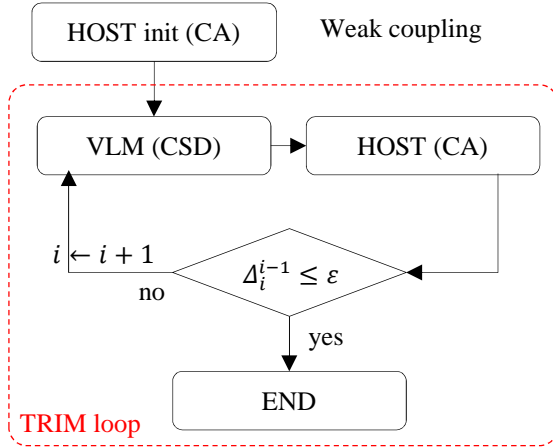 HOST init (CA)
Weak coupling
VLM (CSD)
HOST (CA)
i ← i + 1
no
Δ_i^{i−1} ≤ ε
yes
END
TRIM loop